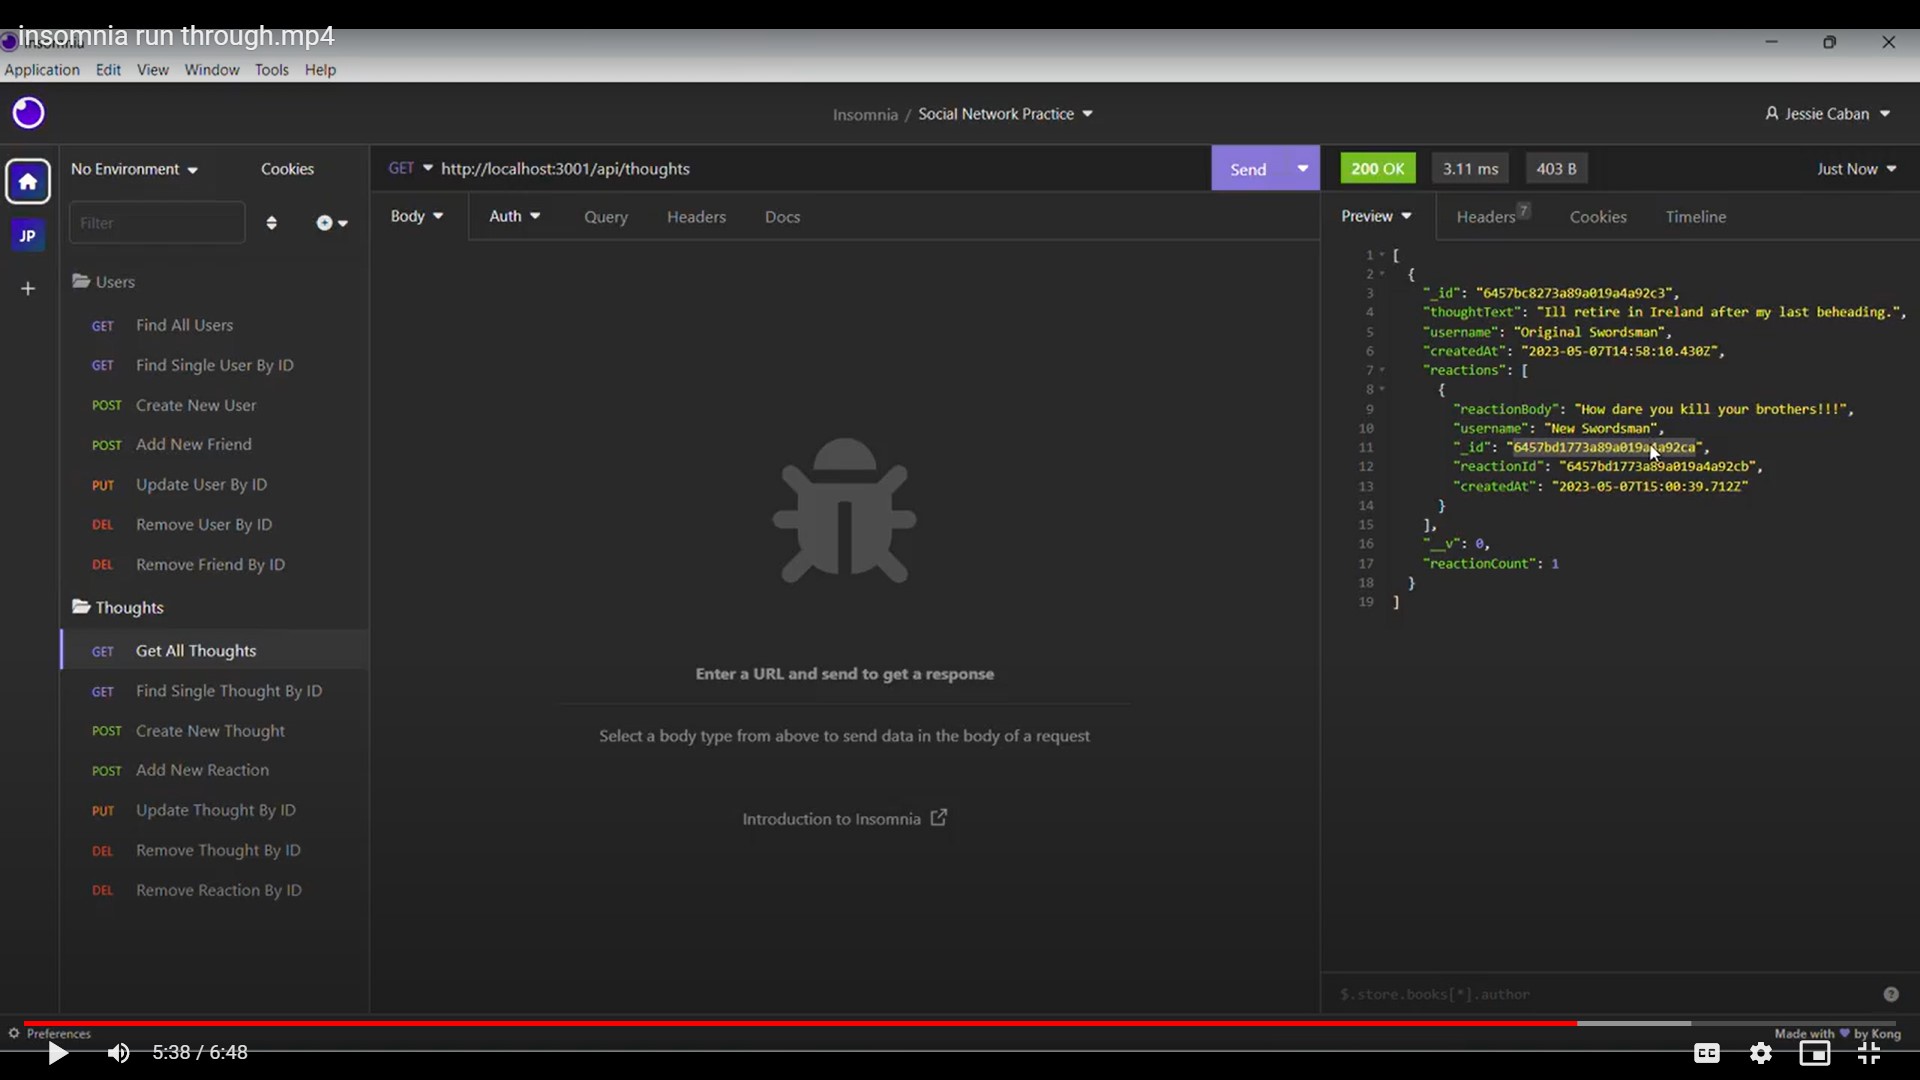 insomnia run through.mp4
Application Edit View Window Tools Help
Insomnia / Social Network Practice
Jessie Caban
No Environment Cookies
GET http://localhost:3001/api/thoughts
Send
200 OK 3.11 ms 403 B Just Now
Filter
Body Auth Query Headers Docs
Preview Headers 7 Cookies Timeline
JP
Users
GET Find All Users
GET Find Single User By ID
POST Create New User
POST Add New Friend
PUT Update User By ID
DEL Remove User By ID
DEL Remove Friend By ID
Thoughts
GET Get All Thoughts
GET Find Single Thought By ID
POST Create New Thought
POST Add New Reaction
PUT Update Thought By ID
DEL Remove Thought By ID
DEL Remove Reaction By ID
Enter a URL and send to get a response
Select a body type from above to send data in the body of a request
Introduction to Insomnia
1 [
2 {
3 "_id": "6457bc8273a89a019a4a92c3",
4 "thoughtText": "Ill retire in Ireland after my last beheading.",
5 "username": "Original Swordsman",
6 "createdAt": "2023-05-07T14:58:10.430Z",
7 "reactions": [
8 {
9 "reactionBody": "How dare you kill your brothers!!!",
10 "username": "New Swordsman",
11 "_id": "6457bd1773a89a019a4a92ca",
12 "reactionId": "6457bd1773a89a019a4a92cb",
13 "createdAt": "2023-05-07T15:00:39.712Z"
14 }
15 ],
16 "__v": 0,
17 "reactionCount": 1
18 }
19 ]
$.store.books[*].author
Preferences
Made with ♥ by Kong
5:38 / 6:48
CC